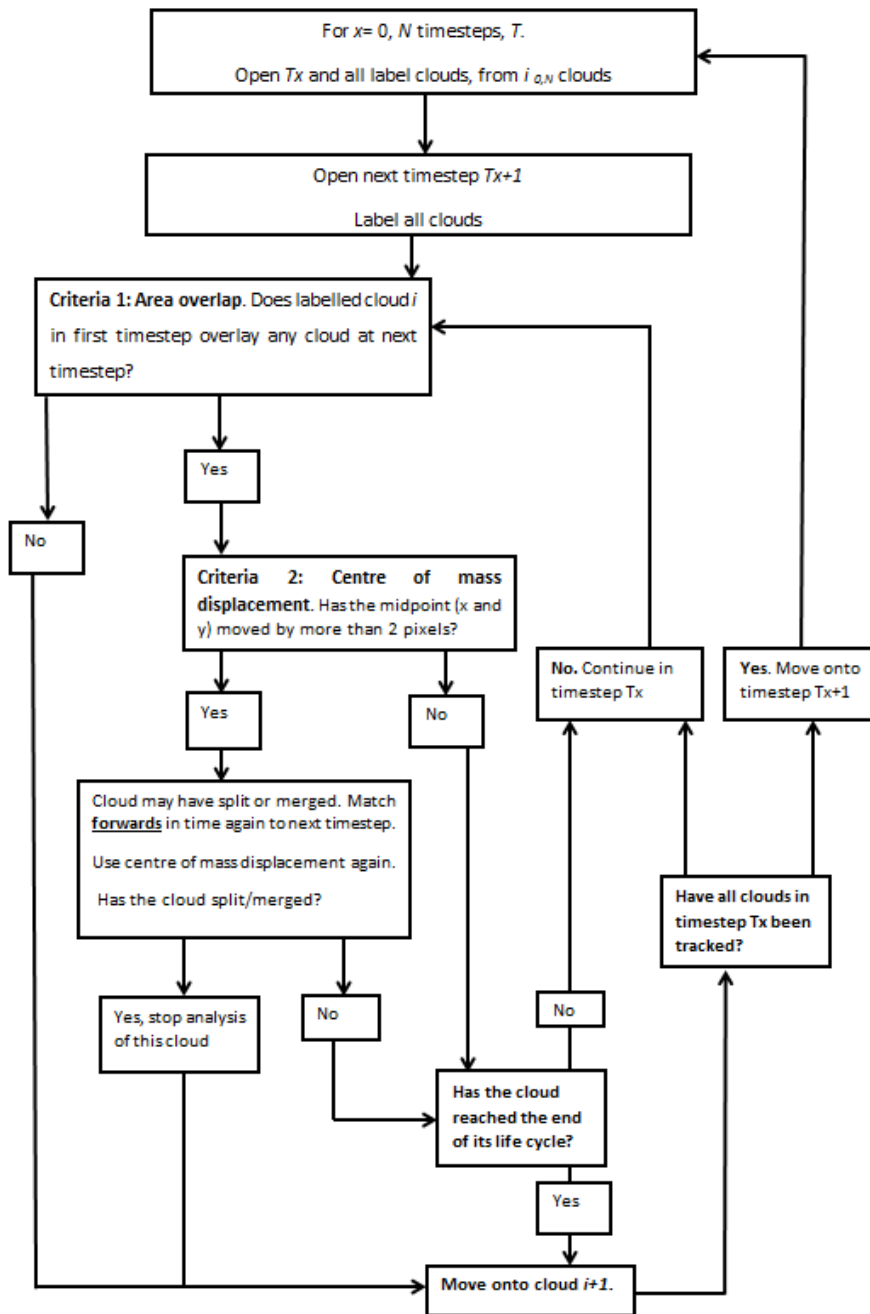 For x= 0, N timesteps, T.
Open Tx and all label clouds, from i 0,N clouds
Open next timestep Tx+1
Label all clouds
Criteria 1: Area overlap. Does labelled cloud i
in first timestep overlay any cloud at next
timestep?
Yes
No
Criteria 2: Centre of mass
displacement. Has the midpoint (x and
y) moved by more than 2 pixels?
No. Continue in
timestep Tx
Yes. Move onto
timestep Tx+1
Yes
No
Cloud may have split or merged. Match
forwards in time again to next timestep.
Use centre of mass displacement again.
Has the cloud split/merged?
Have all clouds in
timestep Tx been
tracked?
Yes, stop analysis
of this cloud
No
No
Has the cloud
reached the end
of its life cycle?
Yes
Move onto cloud i+1.